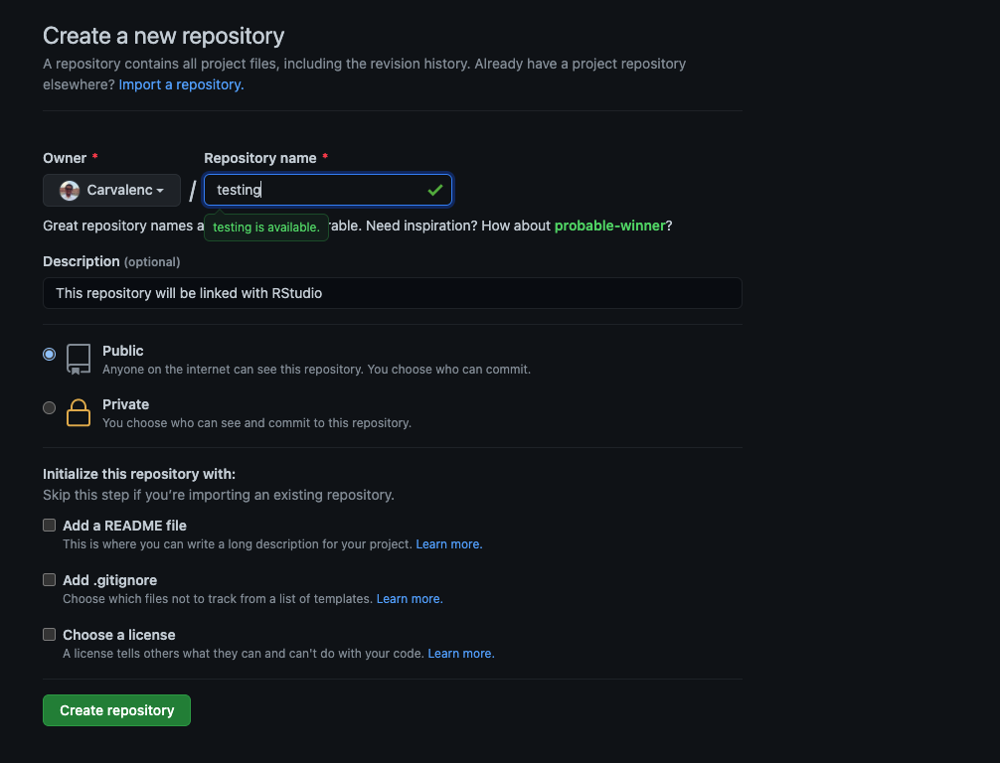 Create a new repository
A repository contains all project files, including the revision history. Already have a project repository
elsewhere? Import a repository.
Owner *
Repository name *
Carvalenc
/
testing
Great repository names a
rable. Need inspiration? How about probable-winner?
testing is available.
Description (optional)
This repository will be linked with RStudio
Public
Anyone on the internet can see this repository. You choose who can commit.
Private
You choose who can see and commit to this repository.
Initialize this repository with:
Skip this step if you’re importing an existing repository.
Add a README file
This is where you can write a long description for your project. Learn more.
Add .gitignore
Choose which files not to track from a list of templates. Learn more.
Choose a license
A license tells others what they can and can't do with your code. Learn more.
Create repository